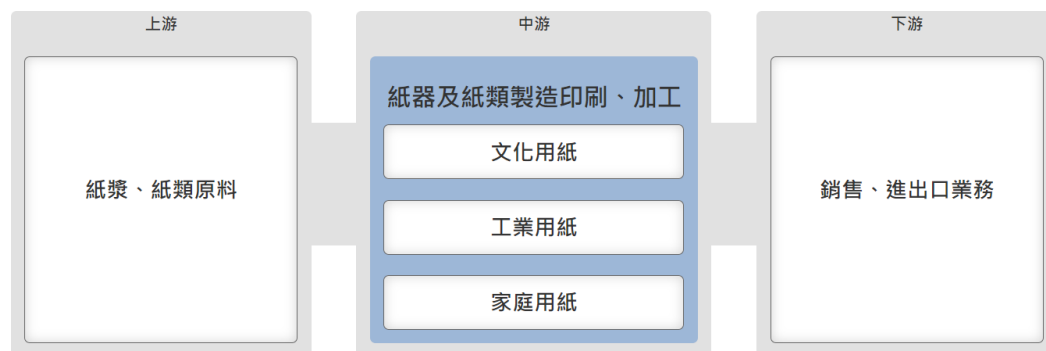 上游
紙漿、紙類原料
中游
紙器及紙類製造印刷、加工
文化用紙
工業用紙
家庭用紙
下游
銷售、進出口業務